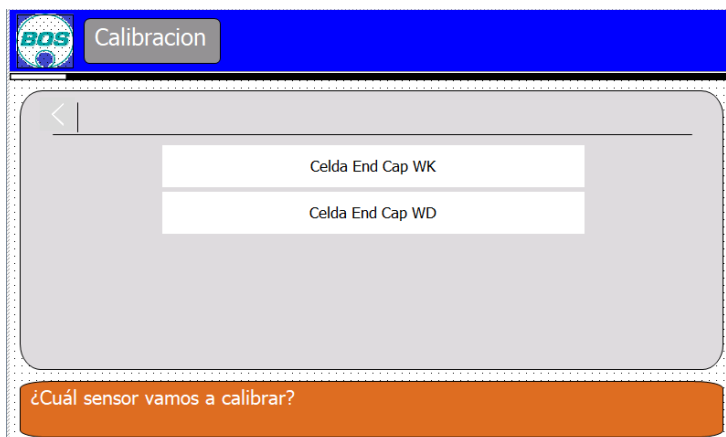 BOS
Calibracion
Celda End Cap WK
Celda End Cap WD
¿Cuál sensor vamos a calibrar?